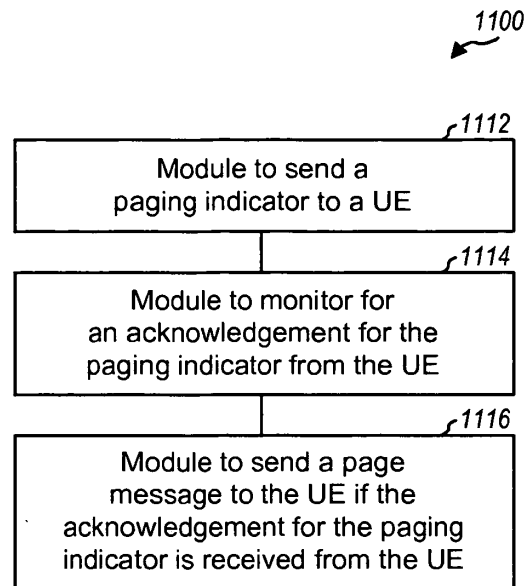 1100
1112
Module to send a
paging indicator to a UE
1114
Module to monitor for
an acknowledgement for the
paging indicator from the UE
1116
Module to send a page
message to the UE if the
acknowledgement for the paging
indicator is received from the UE